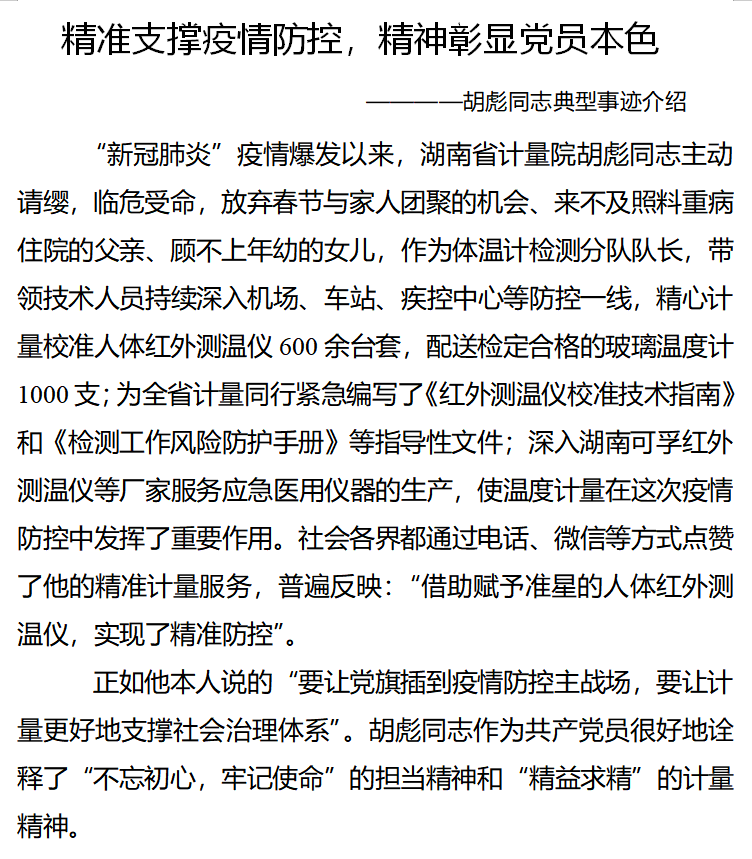 精准支撑疫情防控，精神彰显党员本色
————胡彪同志典型事迹介绍
“新冠肺炎”疫情爆发以来，湖南省计量院胡彪同志主动
请缨，临危受命，放弃春节与家人团聚的机会、来不及照料重病
住院的父亲、顾不上年幼的女儿，作为体温计检测分队队长，带
领技术人员持续深入机场、车站、疾控中心等防控一线，精心计
量校准人体红外测温仪 600 余台套，配送检定合格的玻璃温度计
1000 支；为全省计量同行紧急编写了《红外测温仪校准技术指南》
和《检测工作风险防护手册》等指导性文件；深入湖南可孚红外
测温仪等厂家服务应急医用仪器的生产，使温度计量在这次疫情
防控中发挥了重要作用。社会各界都通过电话、微信等方式点赞
了他的精准计量服务，普遍反映：“借助赋予准星的人体红外测
温仪，实现了精准防控”。
正如他本人说的“要让党旗插到疫情防控主战场，要让计
量更好地支撑社会治理体系”。胡彪同志作为共产党员很好地诠
释了“不忘初心，牢记使命”的担当精神和“精益求精”的计量
精神。